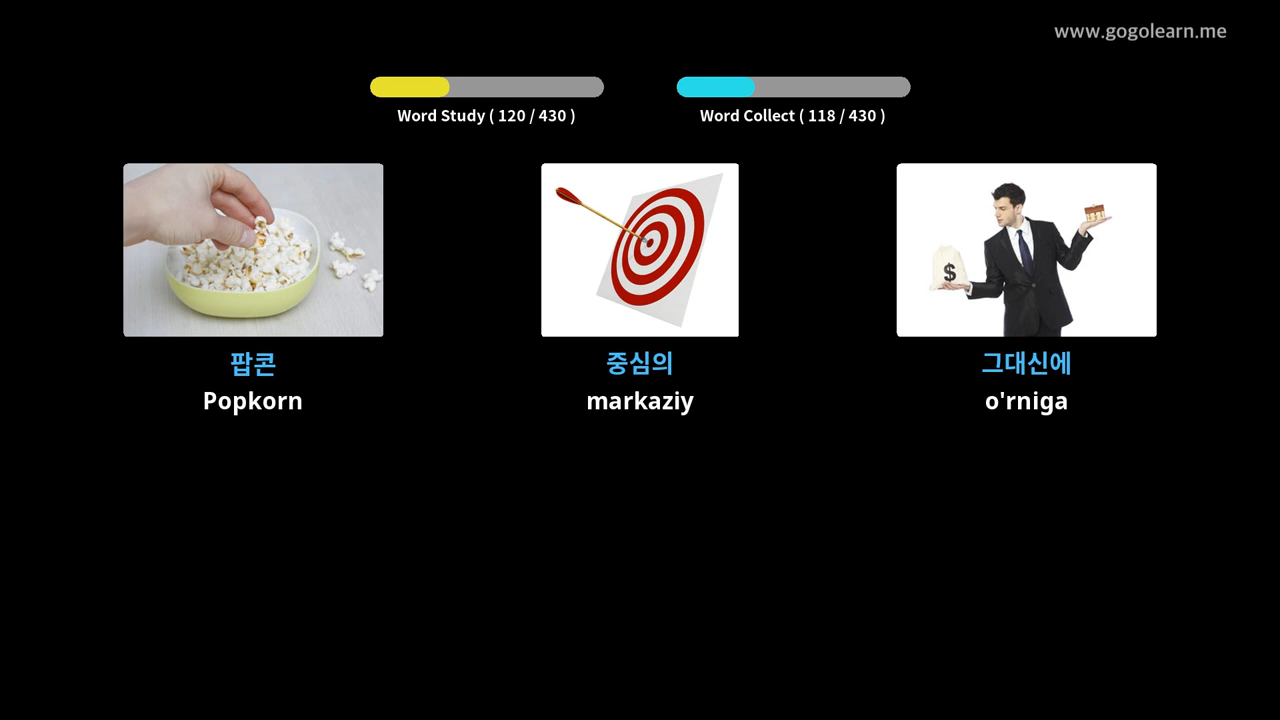 www.gogolearn.me
Word Study ( 120 / 430 )
Word Collect ( 118 / 430 )
$
팝콘
Popkorn
중심의
markaziy
그대신에
o'rniga